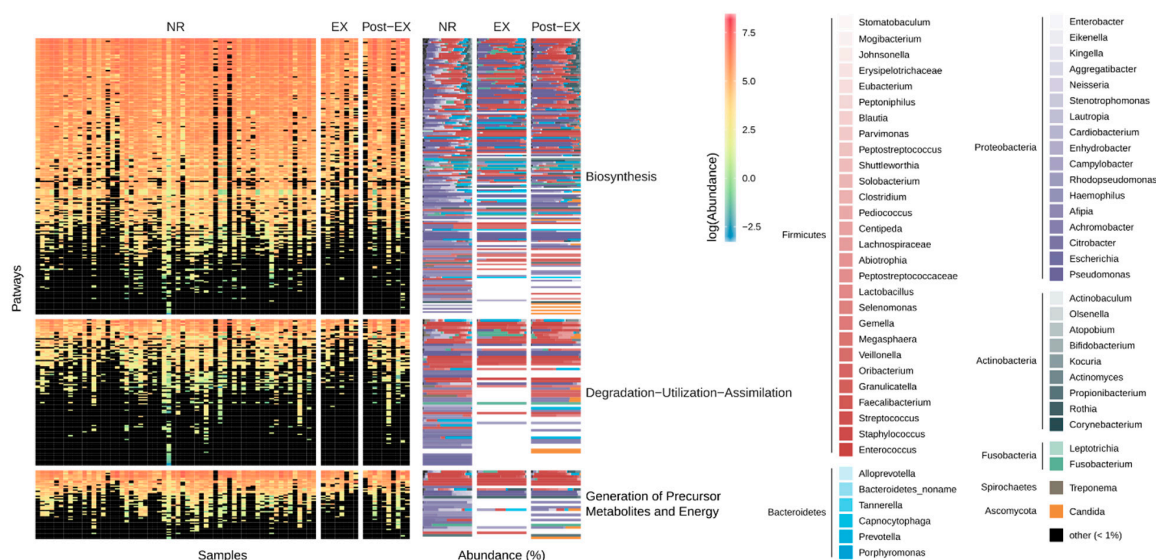 NR EX Post−EX NR EX Post−EX
Patways
Samples
Abundance (%)
Biosynthesis
Degradation−Utilization−Assimilation
Generation of Precursor
Metabolites and Energy
log(Abundance)
7.5
5.0
2.5
0.0
−2.5
Firmicutes
Stomatobaculum
Mogibacterium
Johnsonella
Erysipelotrichaceae
Eubacterium
Peptoniphilus
Blautia
Parvimonas
Peptostreptococcus
Shuttleworthia
Solobacterium
Clostridium
Pediococcus
Centipeda
Lachnospiraceae
Abiotrophia
Peptostreptococcaceae
Lactobacillus
Selenomonas
Gemella
Megasphaera
Veillonella
Oribacterium
Granulicatella
Faecalibacterium
Streptococcus
Staphylococcus
Enterococcus
Bacteroidetes
Alloprevotella
Bacteroidetes_noname
Tannerella
Capnocytophaga
Prevotella
Porphyromonas
Proteobacteria
Enterobacter
Eikenella
Kingella
Aggregatibacter
Neisseria
Stenotrophomonas
Lautropia
Cardiobacterium
Enhydrobacter
Campylobacter
Rhodopseudomonas
Haemophilus
Afipia
Achromobacter
Citrobacter
Escherichia
Pseudomonas
Actinobacteria
Actinobaculum
Olsenella
Atopobium
Bifidobacterium
Kocuria
Actinomyces
Propionibacterium
Rothia
Corynebacterium
Fusobacteria
Leptotrichia
Fusobacterium
Spirochaetes
Treponema
Ascomycota
Candida
other (< 1%)